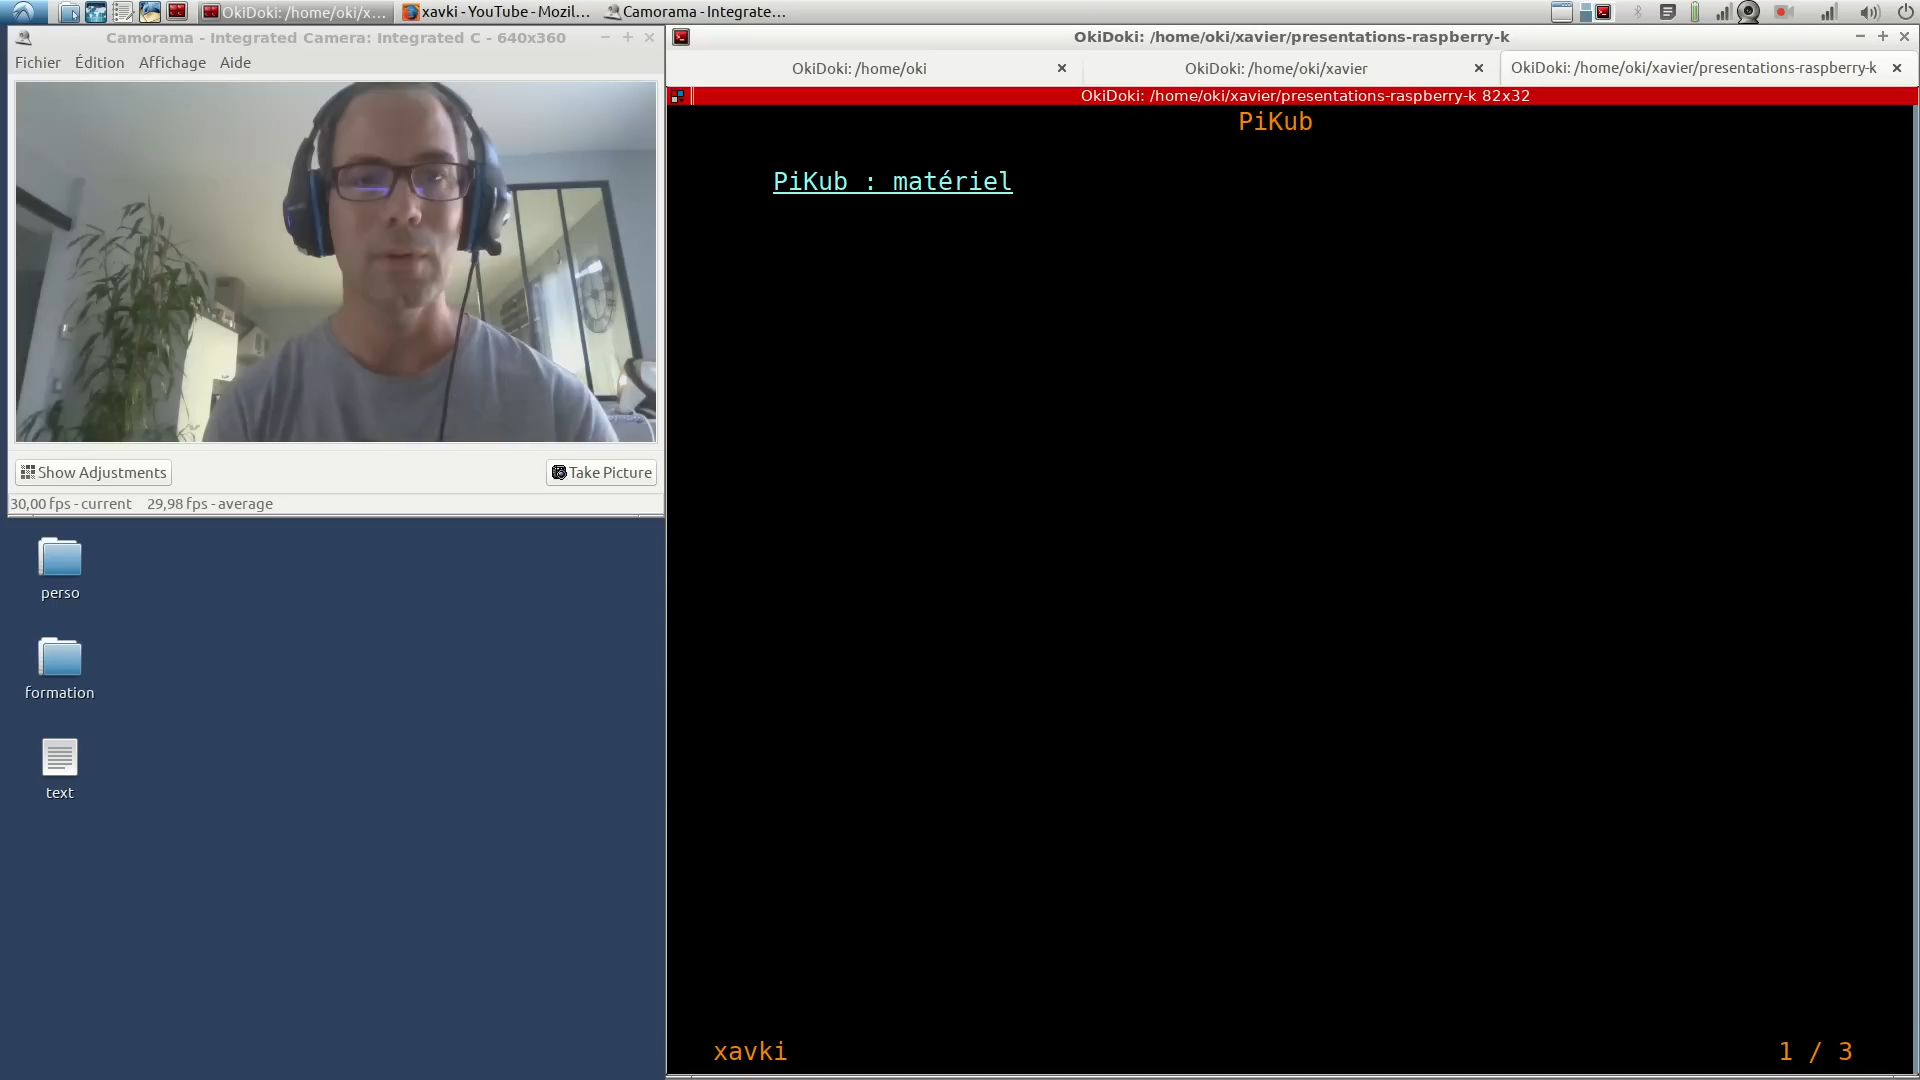 OkiDoki: /home/oki/x...
xavki - YouTube - Mozil...
Camorama - Integrate...
Camorama - Integrated Camera: Integrated C - 640x360
Fichier Édition Affichage Aide
Show Adjustments
Take Picture
30,00 fps - current 29,98 fps - average
perso
formation
text
OkiDoki: /home/oki/xavier/presentations-raspberry-k
OkiDoki: /home/oki
OkiDoki: /home/oki/xavier
OkiDoki: /home/oki/xavier/presentations-raspberry-k
OkiDoki: /home/oki/xavier/presentations-raspberry-k 82x32
PiKub
PiKub : matériel
xavki
1 / 3